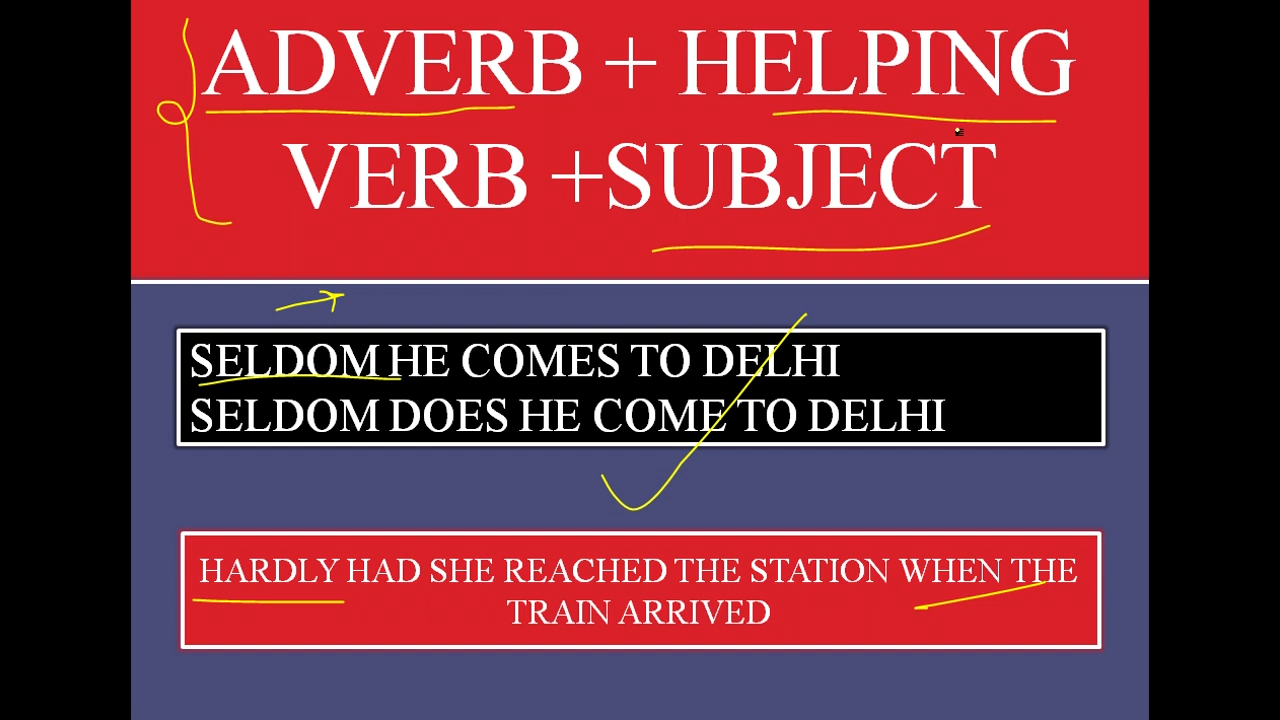 ADVERB + HELPING
VERB +SUBJECT
SELDOM HE COMES TO DELHI
SELDOM DOES HE COME TO DELHI
HARDLY HAD SHE REACHED THE STATION WHEN THE
TRAIN ARRIVED